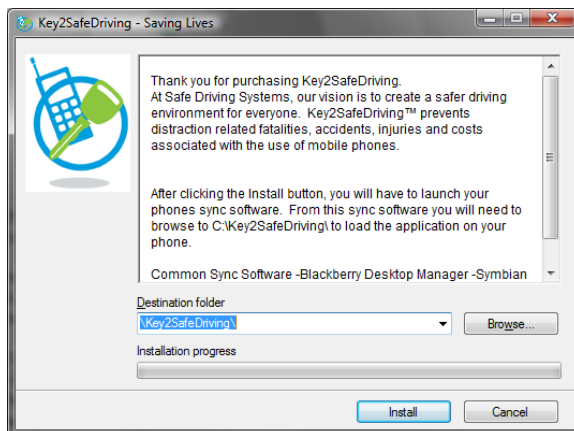 Key2SafeDriving - Saving Lives
Thank you for purchasing Key2SafeDriving.
At Safe Driving Systems, our vision is to create a safer driving
environment for everyone.  Key2SafeDriving™ prevents
distraction related fatalities, accidents, injuries and costs
associated with the use of mobile phones.
After clicking the Install button, you will have to launch your
phones sync software.  From this sync software you will need to
browse to C:\Key2SafeDriving\ to load the application on your
phone.
Common Sync Software -Blackberry Desktop Manager -Symbian
Destination folder
\Key2SafeDriving\
Browse...
Installation progress
Install
Cancel